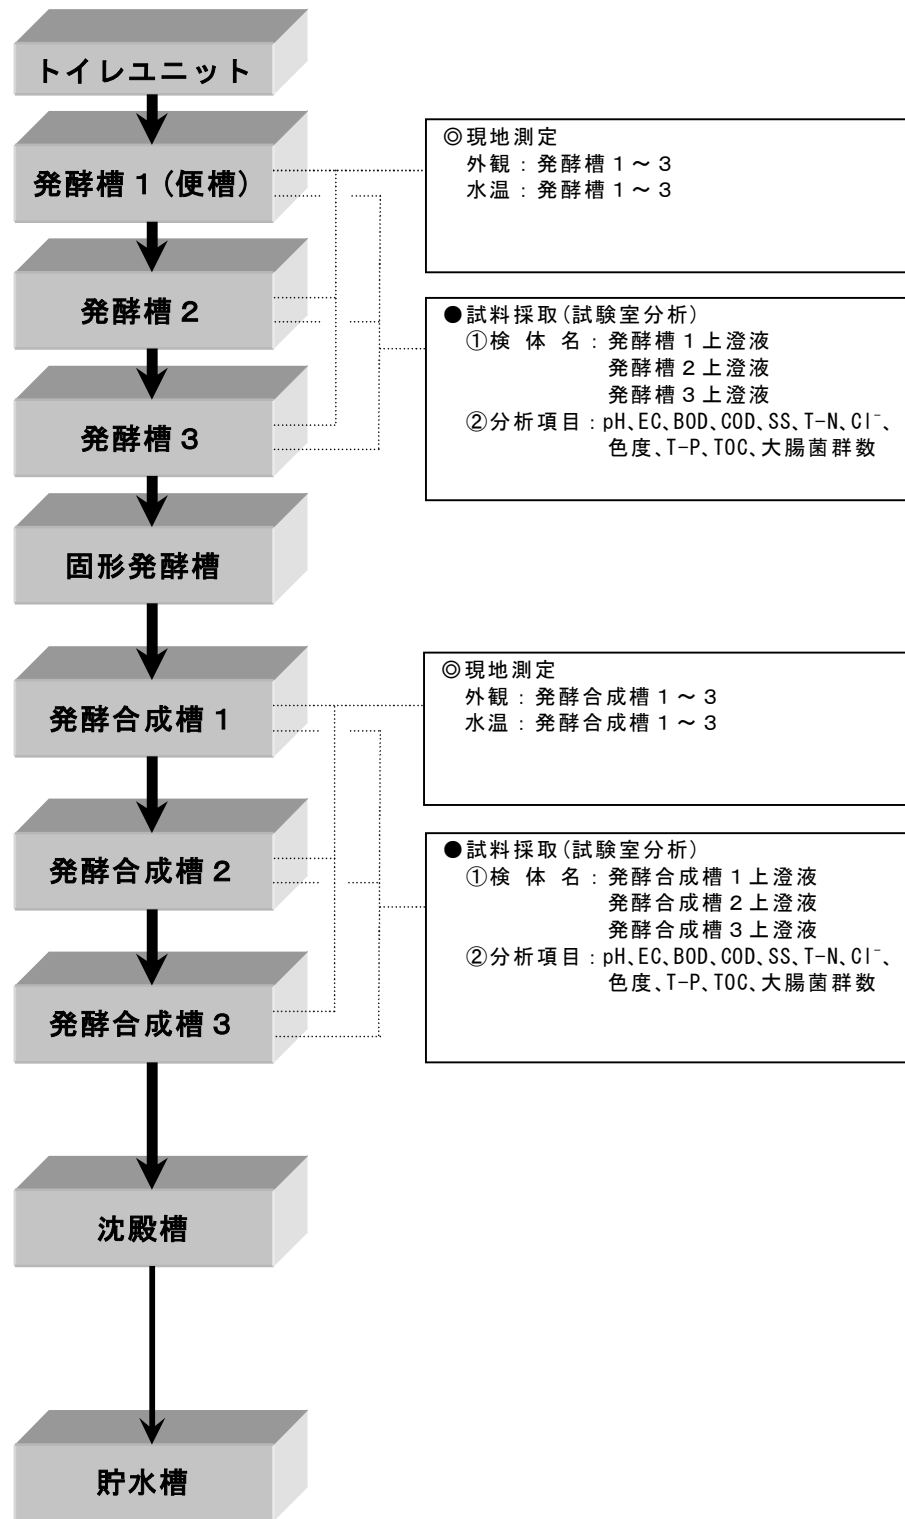 トイレユニット
発酵槽１(便槽)
◎現地測定
外観：発酵槽１～３
水温：発酵槽１～３
発酵槽２
●試料採取(試験室分析)
①検 体 名：発酵槽１上澄液
発酵槽２上澄液
発酵槽３上澄液
②分析項目：pH、EC、BOD、COD、SS、T-N、Cl⁻、
色度、T-P、TOC、大腸菌群数
発酵槽３
固形発酵槽
発酵合成槽１
◎現地測定
外観：発酵合成槽１～３
水温：発酵合成槽１～３
発酵合成槽２
●試料採取(試験室分析)
①検 体 名：発酵合成槽１上澄液
発酵合成槽２上澄液
発酵合成槽３上澄液
②分析項目：pH、EC、BOD、COD、SS、T-N、Cl⁻、
色度、T-P、TOC、大腸菌群数
発酵合成槽３
沈殿槽
貯水槽